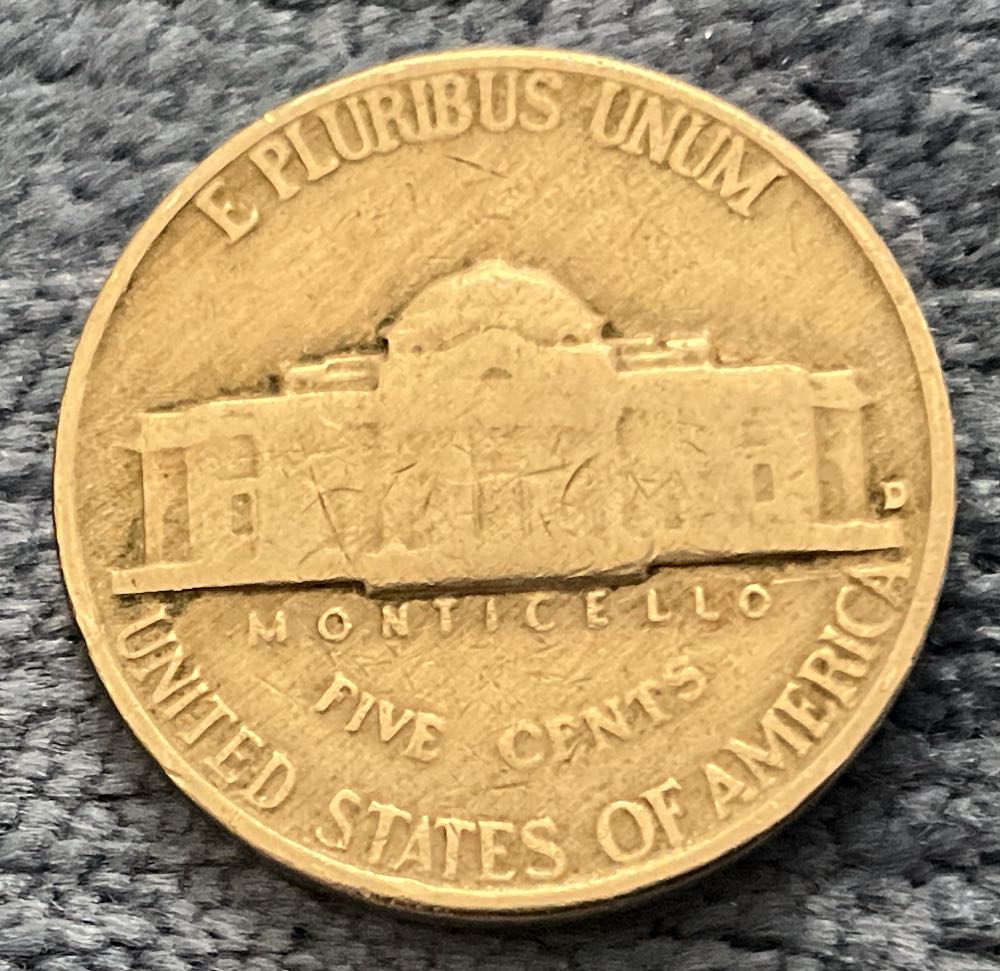 E PLURIBUS UNUM
D
MONTICELLO
FIVE CENTS
UNITED STATES OF AMERICA